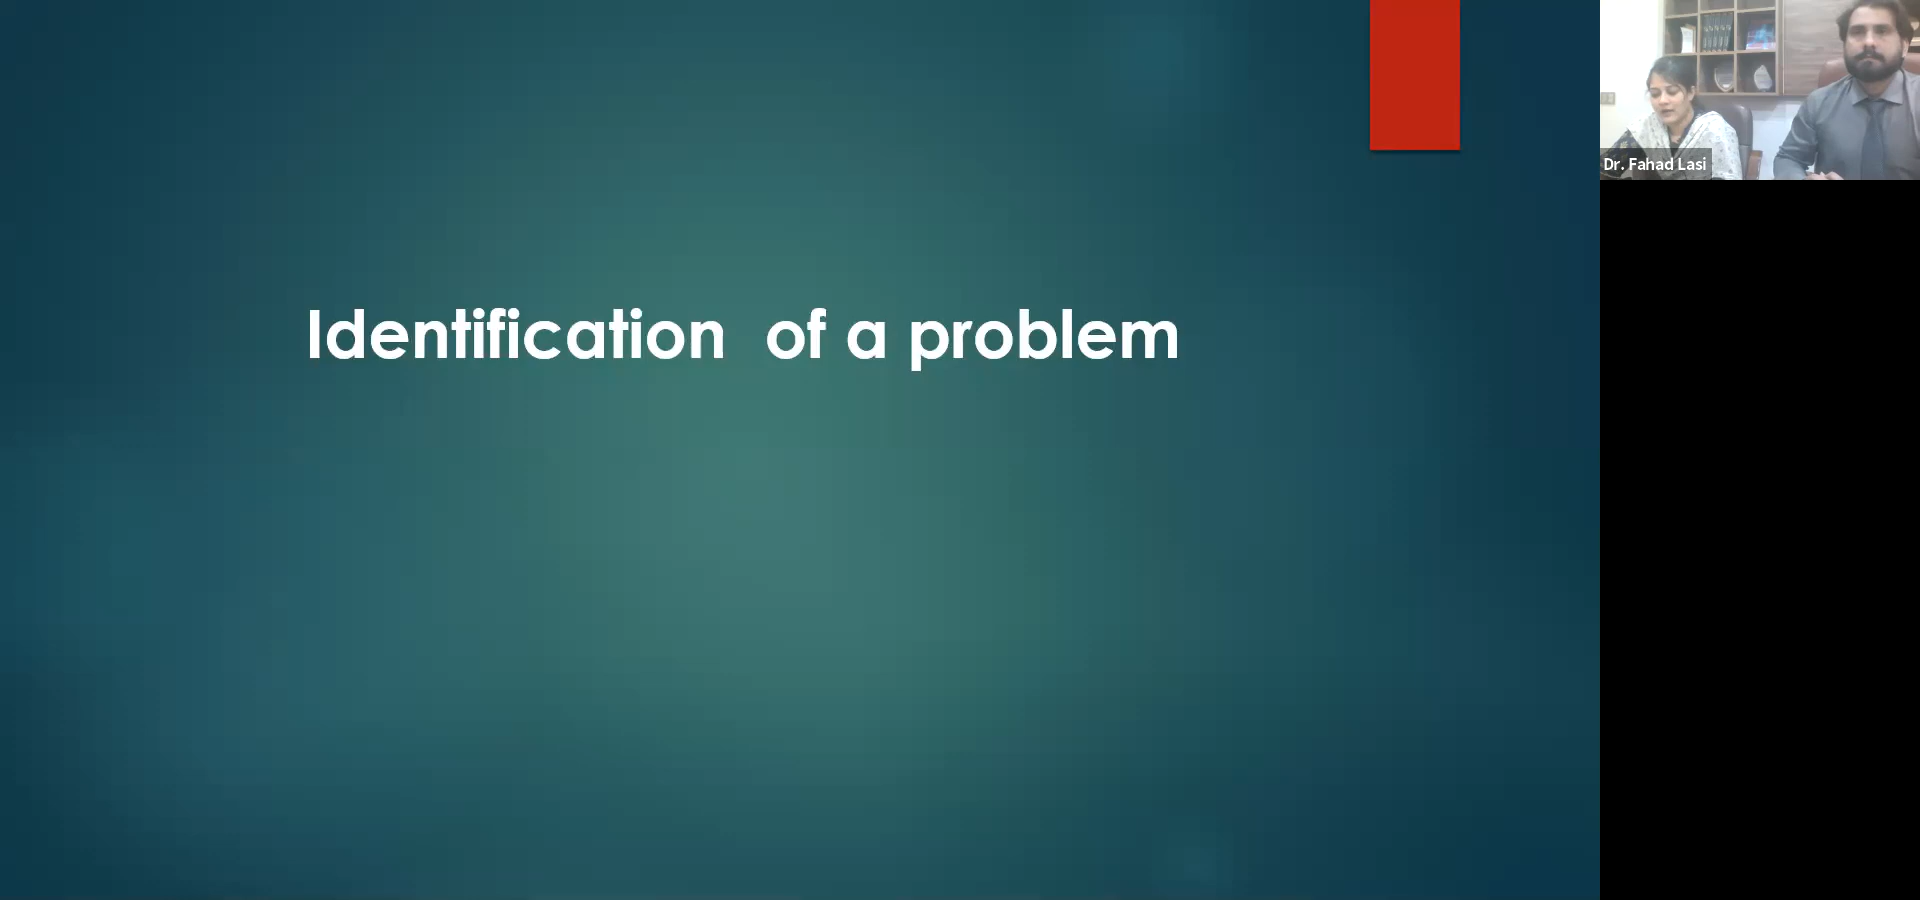 Identification  of a problem
Dr. Fahad Lasi